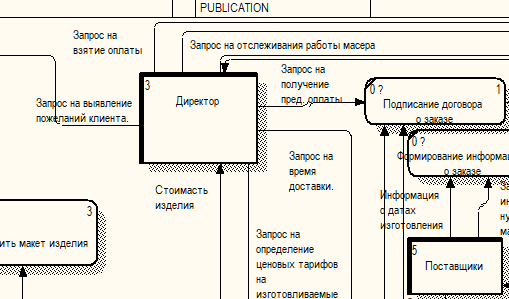 PUBLICATION
Запрос на
взятие оплаты
Запрос на отслеживания работы масера
Запрос на
получение
пред. оплаты
3
Директор
0 ?
1
Подписание договора
о заказе
Запрос на выявление
пожеланий клиента.
0 ?
Формирование информац
о заказе
Запрос на
время
доставки.
Стоимость
изделия
Информация
о датах
изготовления
3
ить макет изделия
Запрос на
определение
ценовых тарифов
на
изготовливаемые
5
Поставщики